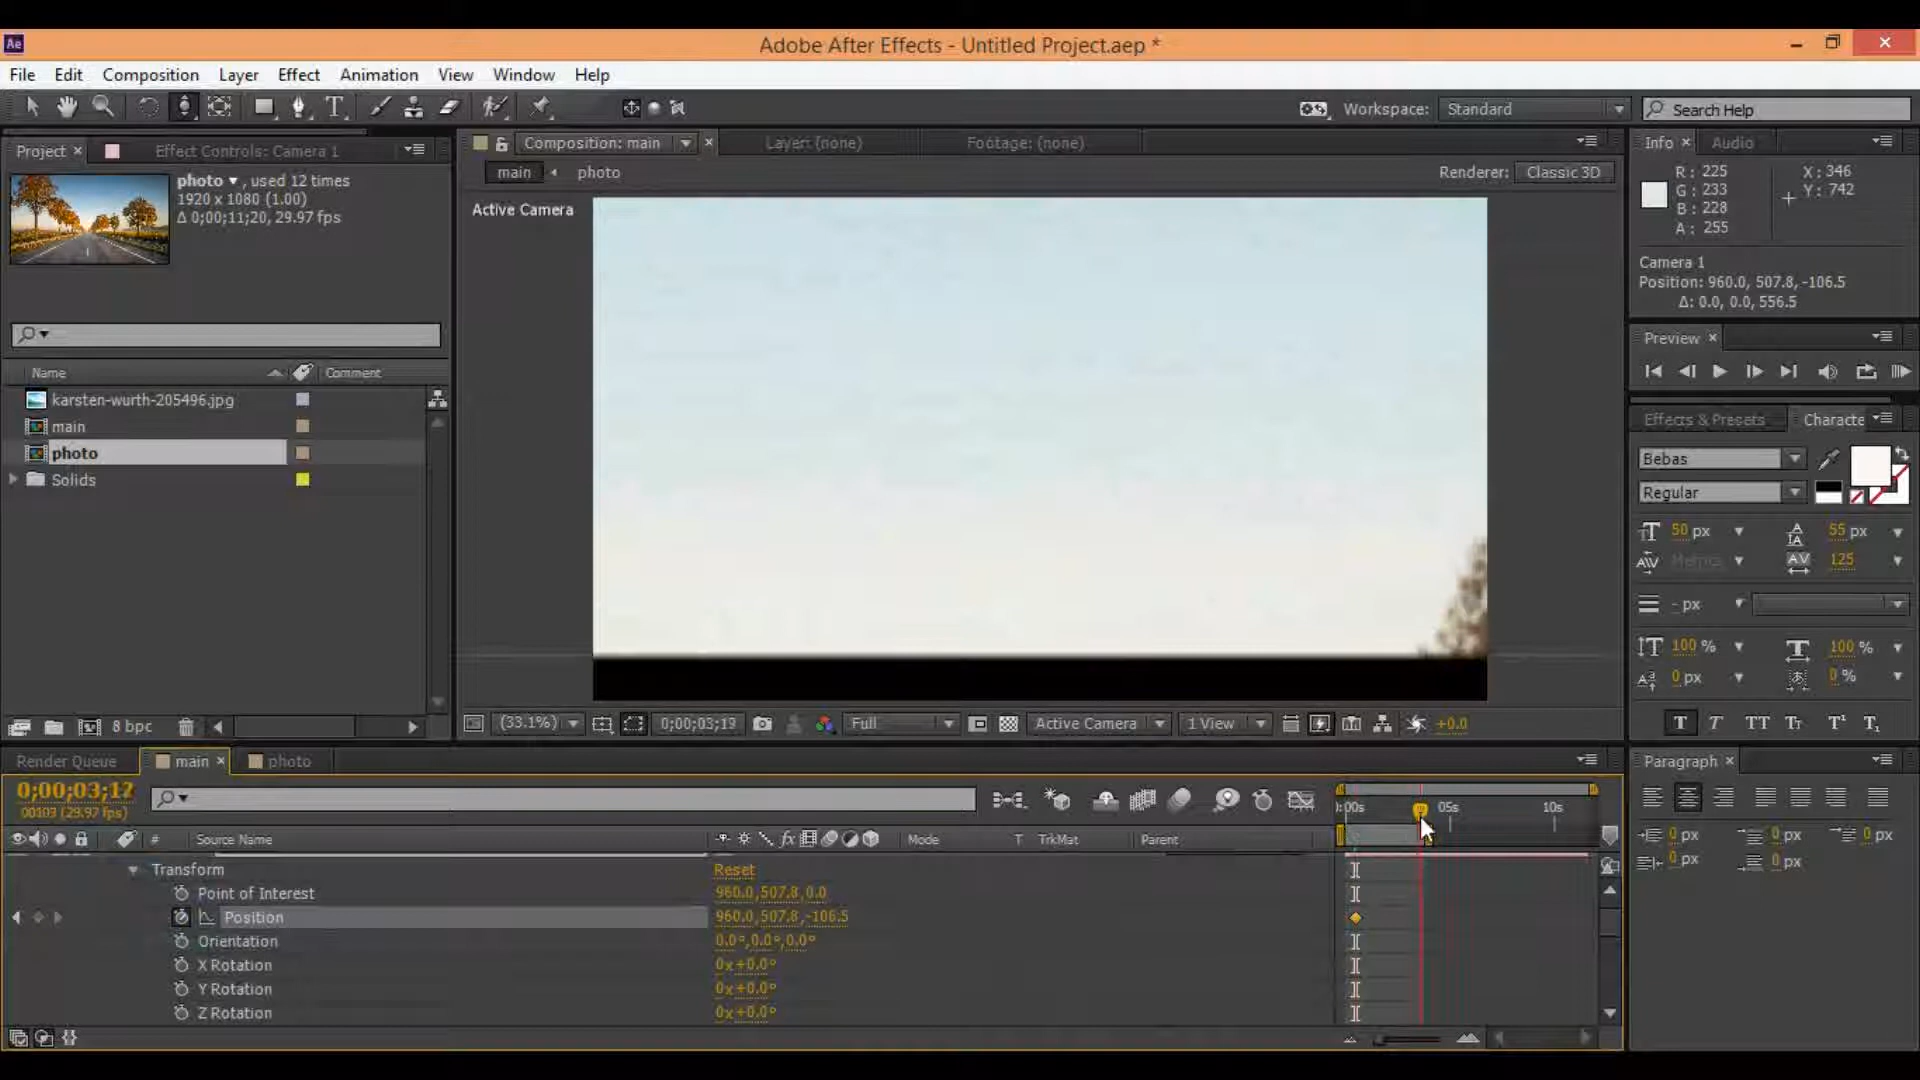 Ae
Adobe After Effects - Untitled Project.aep *
File Edit Composition Layer Effect Animation View Window Help
Workspace: Standard
Search Help
Project × Effect Controls: Camera 1
photo ▾ , used 12 times
1920 x 1080 (1.00)
Δ 0;00;11;20, 29.97 fps
Name Comment
karsten-wurth-205496.jpg
main
photo
Solids
8 bpc
Composition: main × Layer: (none) Footage: (none)
main photo
Renderer: Classic 3D
Active Camera
(33.1%) 0;00;03;19 Full Active Camera 1 View +0.0
Info × Audio
R : 225 X : 346
G : 233 Y : 742
B : 228
A : 255
Camera 1
Position: 960.0, 507.8, -106.5
Δ: 0.0, 0.0, 556.5
Preview ×
Effects & Presets Characte
Bebas
Regular
50 px 55 px
Metrics 125
- px
100 % 100 %
0 px 0 %
T T TT Tт T¹ T₁
Render Queue main × photo
0;00;03;12
00103 (29.97 fps)
# Source Name Mode T TrkMat Parent
0:00s 05s 10s
Transform Reset
Point of Interest 960.0,507.8,0.0
Position 960.0,507.8,-106.5
Orientation 0.0°,0.0°,0.0°
X Rotation 0x+0.0°
Y Rotation 0x+0.0°
Z Rotation 0x+0.0°
Paragraph ×
0 px 0 px 0 px
0 px 0 px